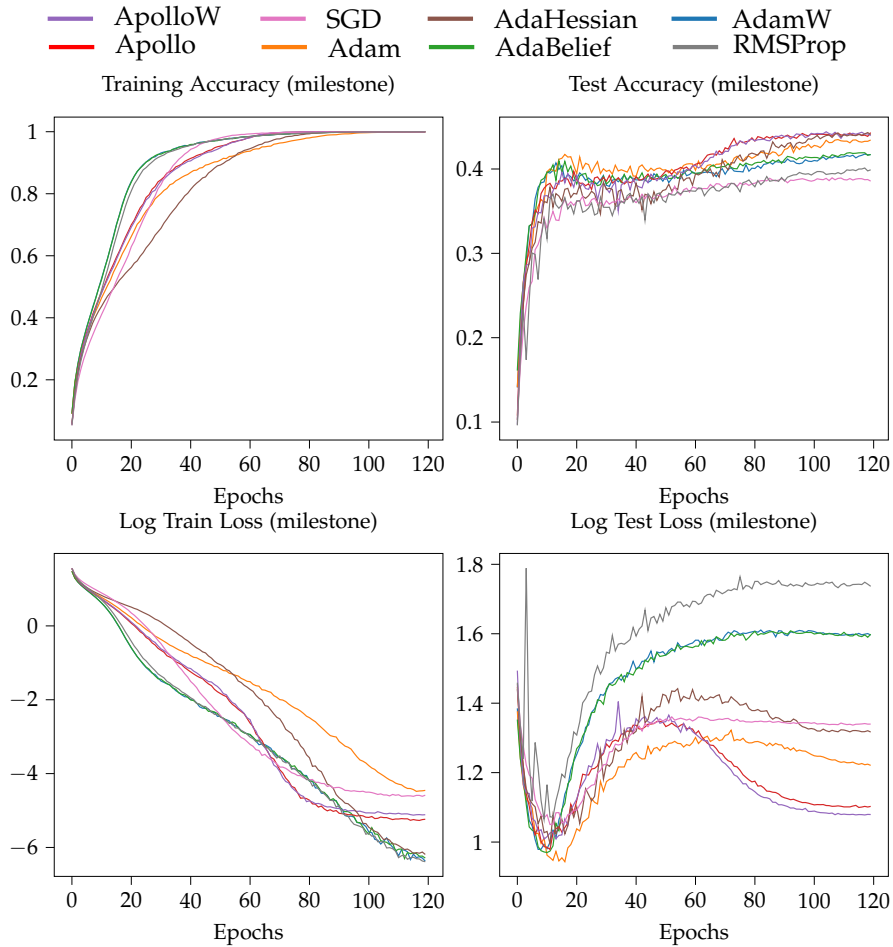 ApolloW SGD AdaHessian AdamW
Apollo Adam AdaBelief RMSProp
Training Accuracy (milestone)
1
0.8
0.6
0.4
0.2
0 20 40 60 80 100 120
Epochs
Test Accuracy (milestone)
0.4
0.3
0.2
0.1
0 20 40 60 80 100 120
Epochs
Log Train Loss (milestone)
0
−2
−4
−6
0 20 40 60 80 100 120
Epochs
Log Test Loss (milestone)
1.8
1.6
1.4
1.2
1
0 20 40 60 80 100 120
Epochs